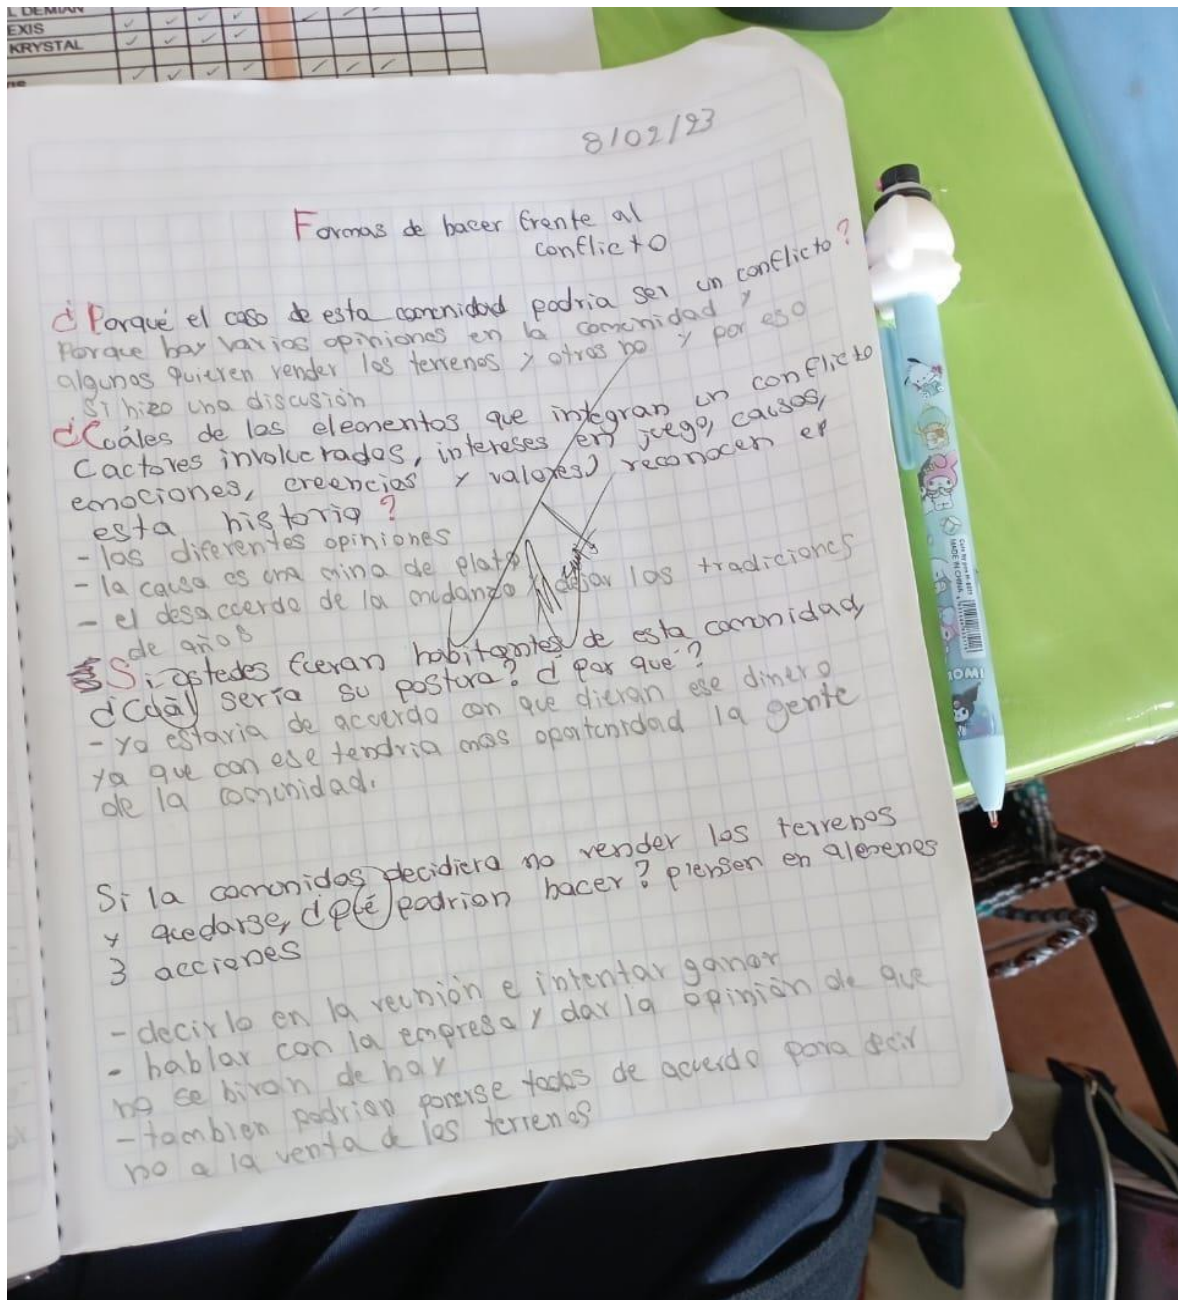 L DEMIAN
EXIS
KRYSTAL
8/02/23
Formas de hacer frente al
conflicto
¿Porqué el caso de esta comunidad podria ser un conflicto?
Porque hay varias opiniones en la comunidad y
algunos quieren vender los terrenos y otros no y por eso
si hizo una discusión
¿Cuáles de los elementos que integran un conflicto
(actores involucrados, intereses en juego, causas,
emociones, creencias y valores) reconocen en
esta historia?
- las diferentes opiniones
- la causa es una mina de plata
- el desacuerdo de la mudanza y dejar las tradiciones
de años
Si ustedes fueran habitantes de esta comunidad,
¿Cuál sería su postura? ¿Por qué?
- yo estaria de acuerdo con que dieran ese dinero
ya que con ese tendria mas oportunidad la gente
de la comunidad.
Si la comunidas decidiera no vender los terrenos
y quedarse, ¿Qué podrian hacer? piensen en
3 acciones
- decirlo en la reunión e intentar ganar
- hablar con la empresa y dar la opinión de que
no se hiran de hay
- tambien podrian ponerse todos de acuerdo para decir
no a la venta de los terrenos
MADE IN CHINA